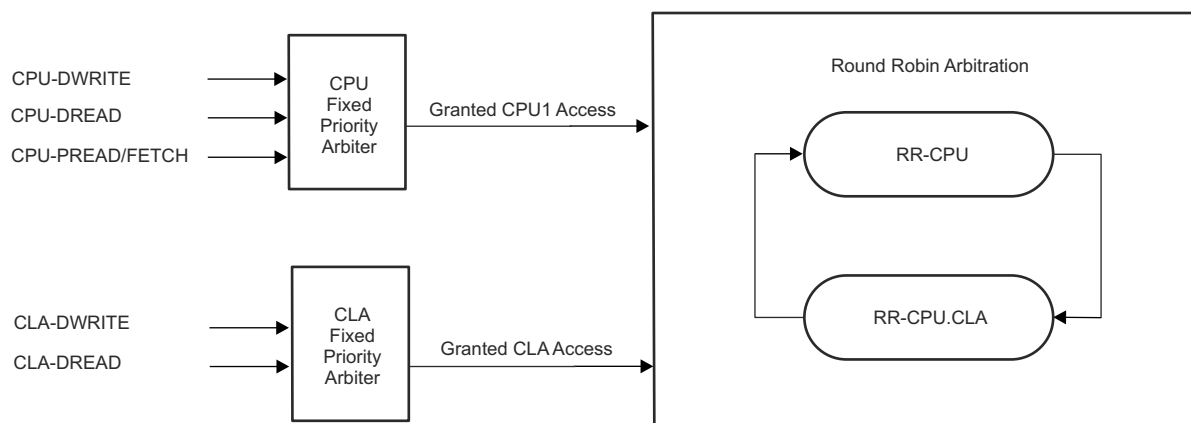 CPU-DWRITE
CPU-DREAD
CPU-PREAD/FETCH
CPU
Fixed
Priority
Arbiter
Granted CPU1 Access
CLA-DWRITE
CLA-DREAD
CLA
Fixed
Priority
Arbiter
Granted CLA Access
Round Robin Arbitration
RR-CPU
RR-CPU.CLA